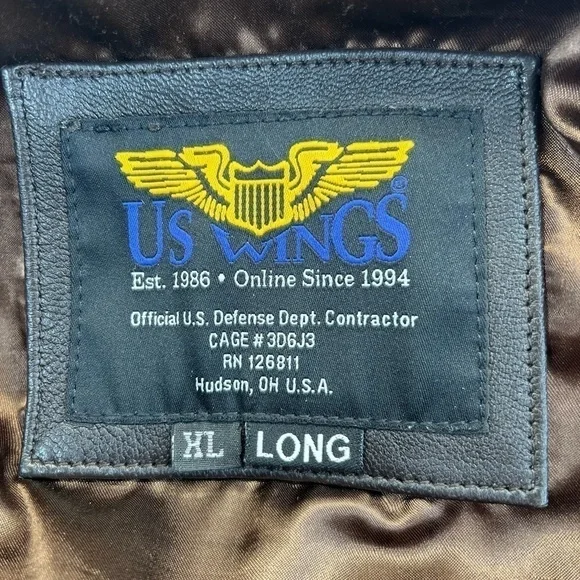 US WINGS®
Est. 1986 • Online Since 1994
Official U.S. Defense Dept. Contractor
CAGE # 3D6J3
RN 126811
Hudson, OH U.S.A.
XL LONG